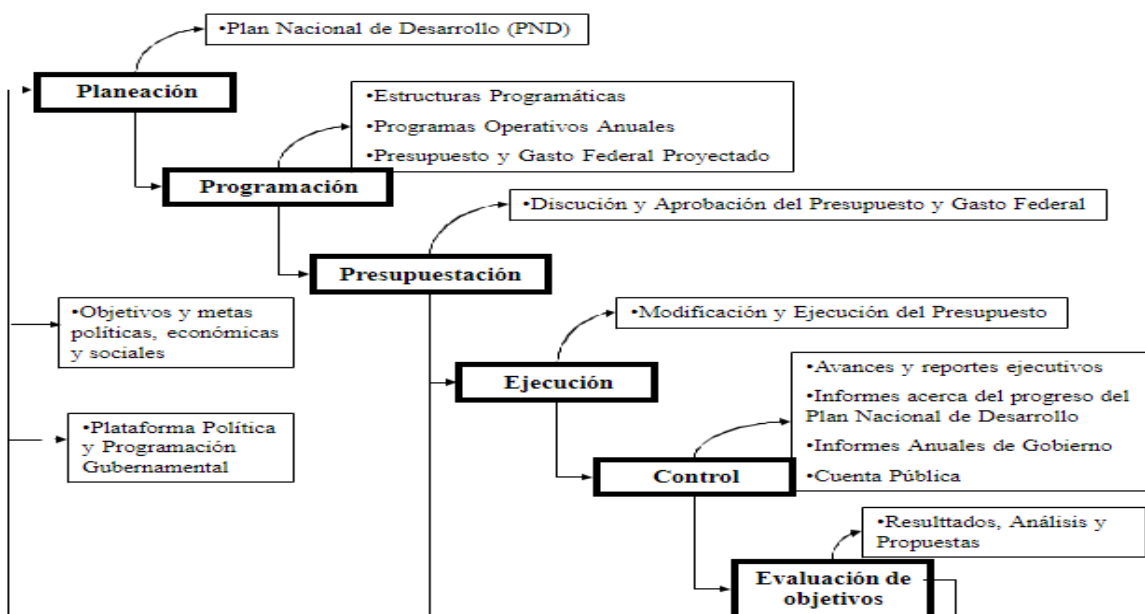 •Plan Nacional de Desarrollo (PND)
Planeación
•Estructuras Programáticas
•Programas Operativos Anuales
•Presupuesto y Gasto Federal Proyectado
Programación
•Discución y Aprobación del Presupuesto y Gasto Federal
Presupuestación
•Objetivos y metas
políticas, económicas
y sociales
•Modificación y Ejecución del Presupuesto
Ejecución
•Avances y reportes ejecutivos
•Informes acerca del progreso del
Plan Nacional de Desarrollo
•Informes Anuales de Gobierno
•Cuenta Pública
•Plataforma Política
y Programación
Gubernamental
Control
•Resulttados, Análisis y
Propuestas
Evaluación de
objetivos